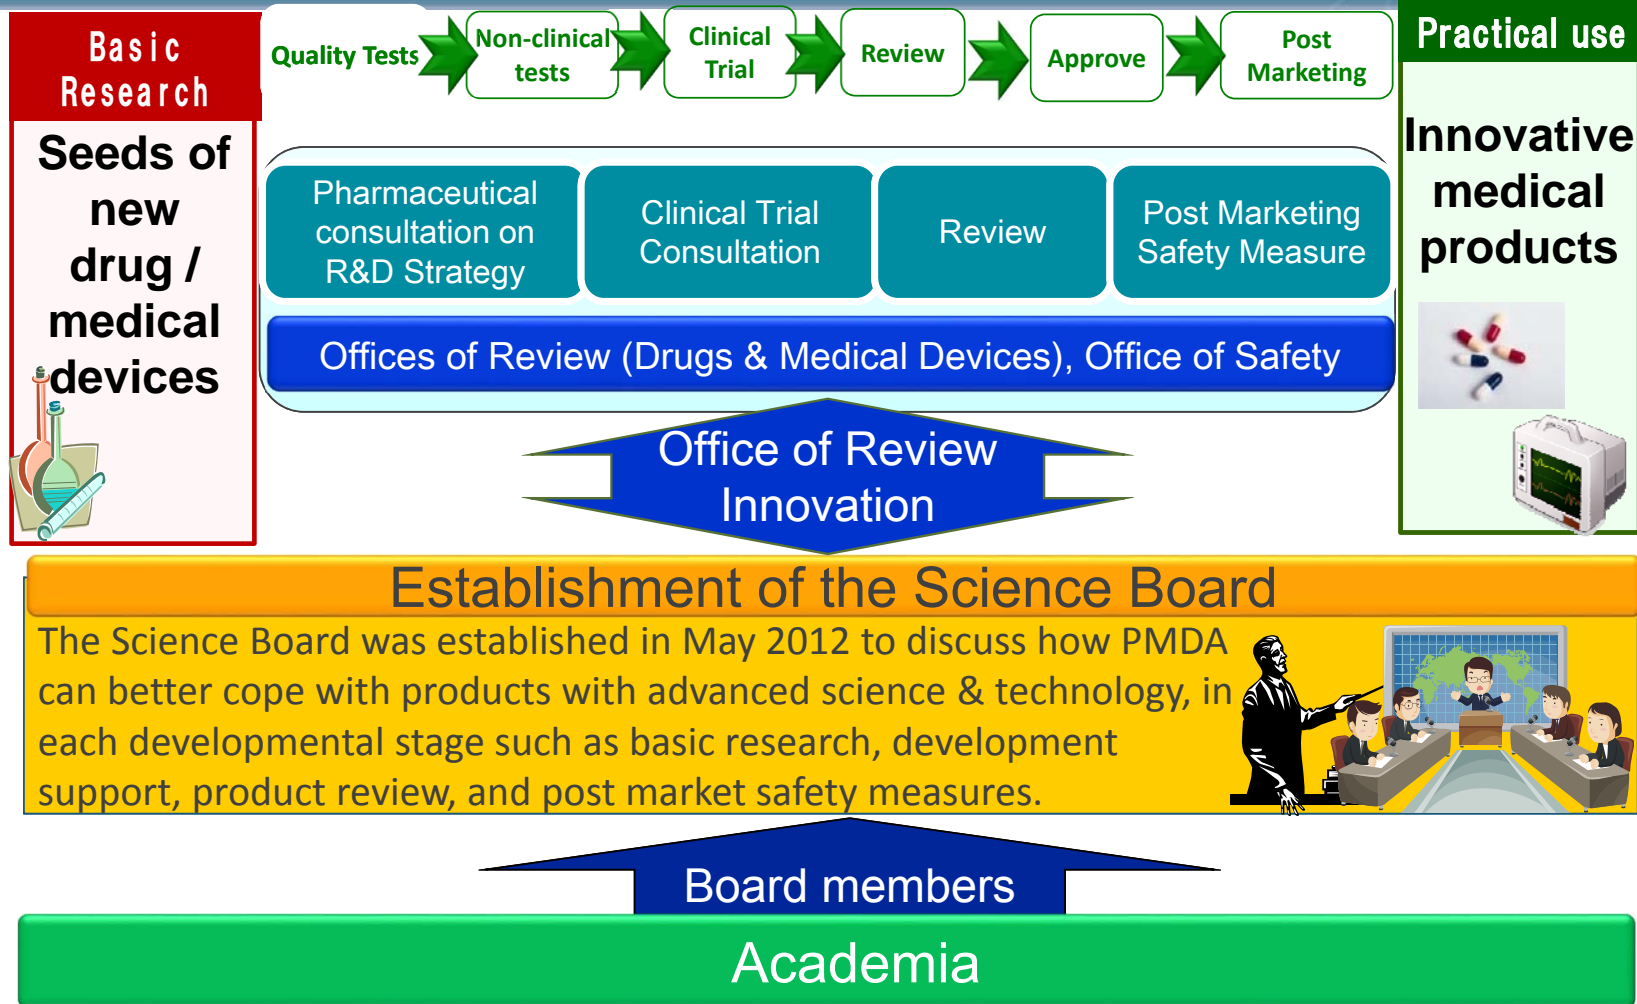 Basic
Research
Seeds of
new
drug /
medical
devices
Quality Tests
Non-clinical
tests
Clinical
Trial
Review
Approve
Post
Marketing
Practical use
Innovative
medical
products
Pharmaceutical
consultation on
R&D Strategy
Clinical Trial
Consultation
Review
Post Marketing
Safety Measure
Offices of Review (Drugs & Medical Devices), Office of Safety
Office of Review
Innovation
Establishment of the Science Board
The Science Board was established in May 2012 to discuss how PMDA
can better cope with products with advanced science & technology, in
each developmental stage such as basic research, development
support, product review, and post market safety measures.
Board members
Academia